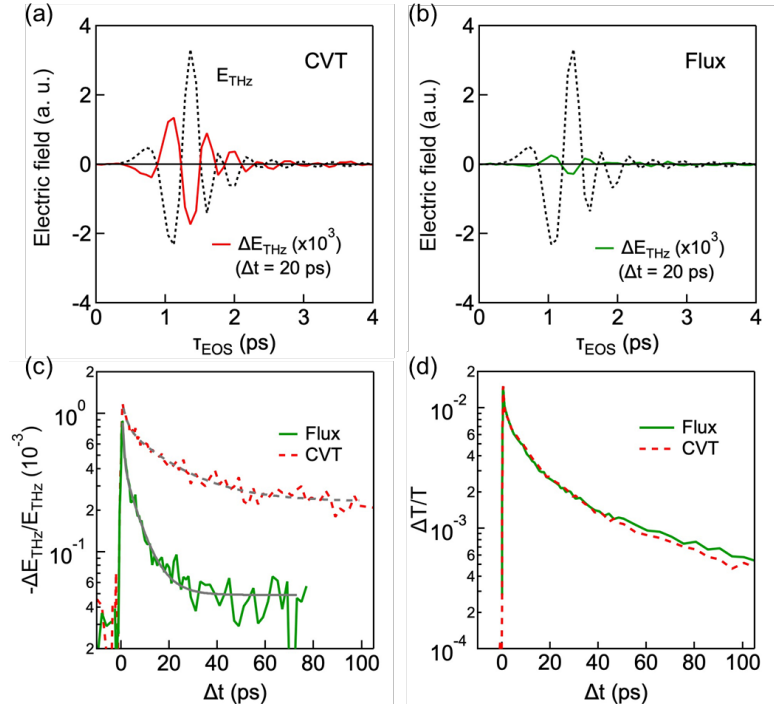 (a)
4
2
0
-2
-4
Electric field (a. u.)
CVT
E_THz
ΔE_THz (x10^3)
(Δt = 20 ps)
0 1 2 3 4
τ_EOS (ps)
(b)
4
2
0
-2
-4
Electric field (a.u.)
Flux
ΔE_THz (x10^3)
(Δt = 20 ps)
0 1 2 3 4
τ_EOS (ps)
(c)
2
10^0
8
6
4
2
10^-1
8
6
4
2
-ΔE_THz/E_THz (10^-3)
Flux
CVT
0 20 40 60 80 100
Δt (ps)
(d)
2
10^-2
4
2
10^-3
4
2
10^-4
ΔT/T
Flux
CVT
0 20 40 60 80 100
Δt (ps)